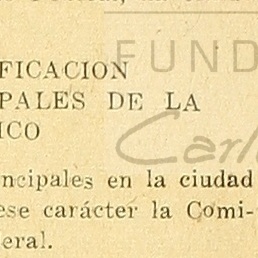 FUND
FICACION
PALES DE LA
ICO
Carl
ncipales en la ciudad
ese carácter la Comi-
eral.